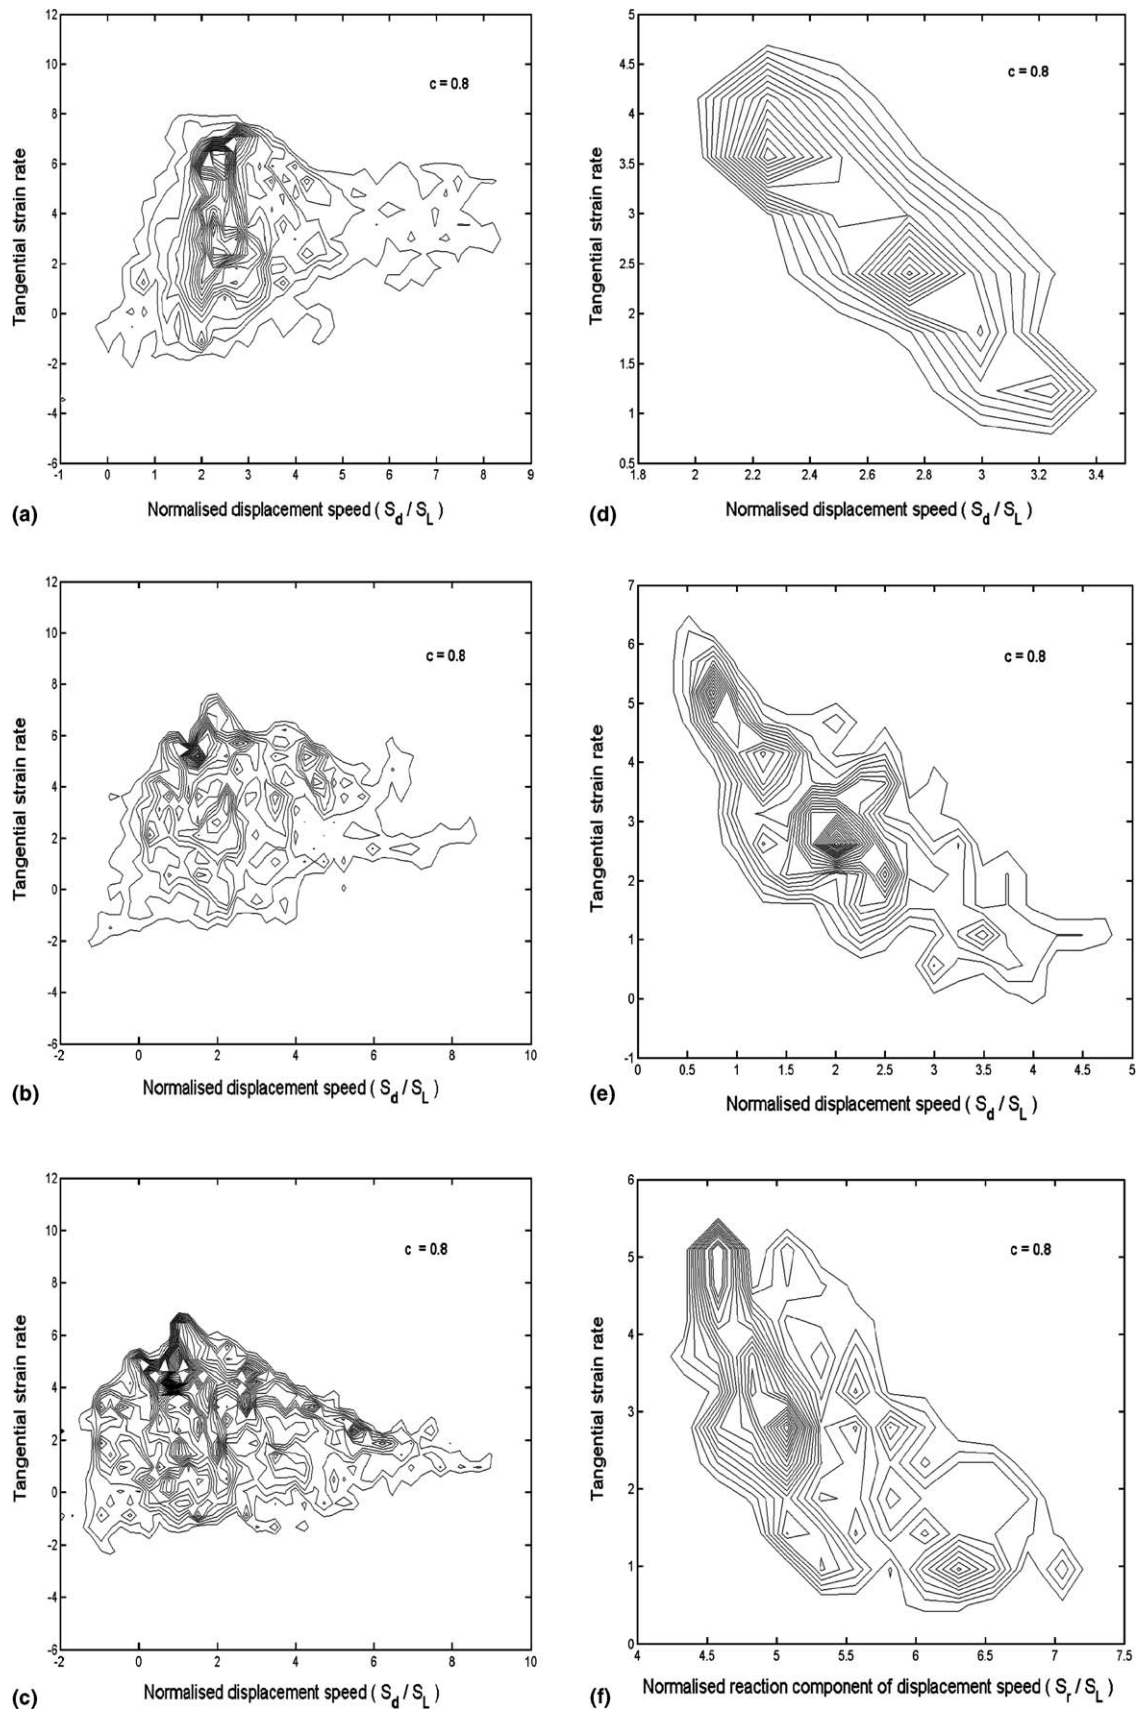 12
10
8
6
4
2
0
-2
-4
-6
-1 0 1 2 3 4 5 6 7 8 9
Tangential strain rate
c = 0.8
(a) Normalised displacement speed ( S_d / S_L )
5
4.5
4
3.5
3
2.5
2
1.5
1
0.5
1.8 2 2.2 2.4 2.6 2.8 3 3.2 3.4
Tangential strain rate
c = 0.8
(d) Normalised displacement speed ( S_d / S_L )
12
10
8
6
4
2
0
-2
-4
-6
-2 0 2 4 6 8 10
Tangential strain rate
c = 0.8
(b) Normalised displacement speed ( S_d / S_L )
7
6
5
4
3
2
1
0
-1
0 0.5 1 1.5 2 2.5 3 3.5 4 4.5 5
Tangential strain rate
c = 0.8
(e) Normalised displacement speed ( S_d / S_L )
12
10
8
6
4
2
0
-2
-4
-6
-2 0 2 4 6 8 10
Tangential strain rate
c = 0.8
(c) Normalised displacement speed ( S_d / S_L )
6
5
4
3
2
1
0
4 4.5 5 5.5 6 6.5 7 7.5
Tangential strain rate
c = 0.8
(f) Normalised reaction component of displacement speed ( S_r / S_L )